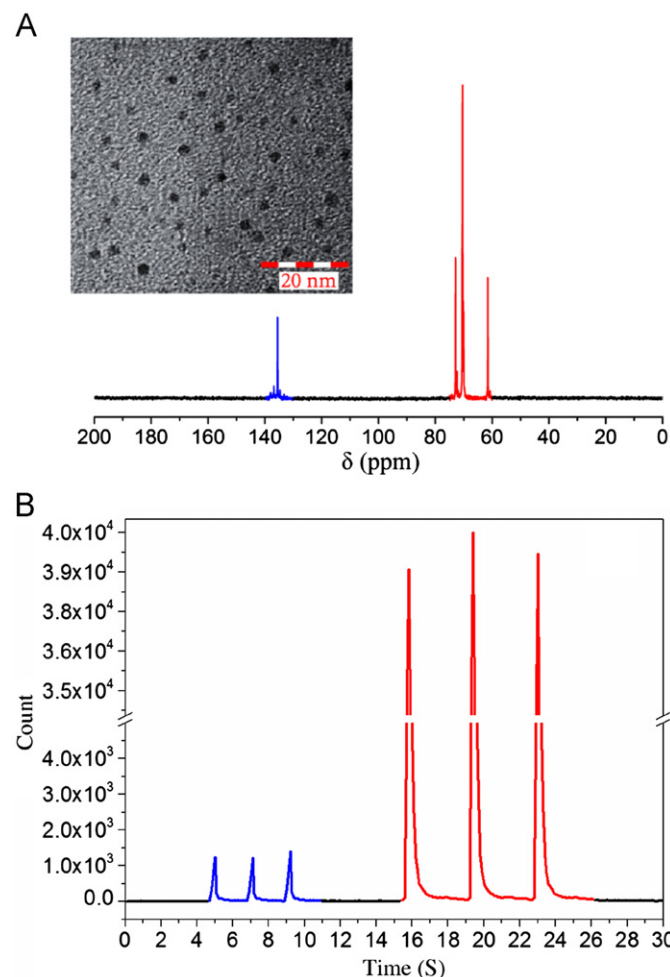 A
20 nm
200 180 160 140 120 100 80 60 40 20 0
δ (ppm)
B
4.0x10⁴
3.9x10⁴
3.8x10⁴
3.6x10⁴
3.5x10⁴
4.0x10³
3.0x10³
2.0x10³
1.0x10³
0.0
Count
0 2 4 6 8 10 12 14 16 18 20 22 24 26 28 30
Time (S)